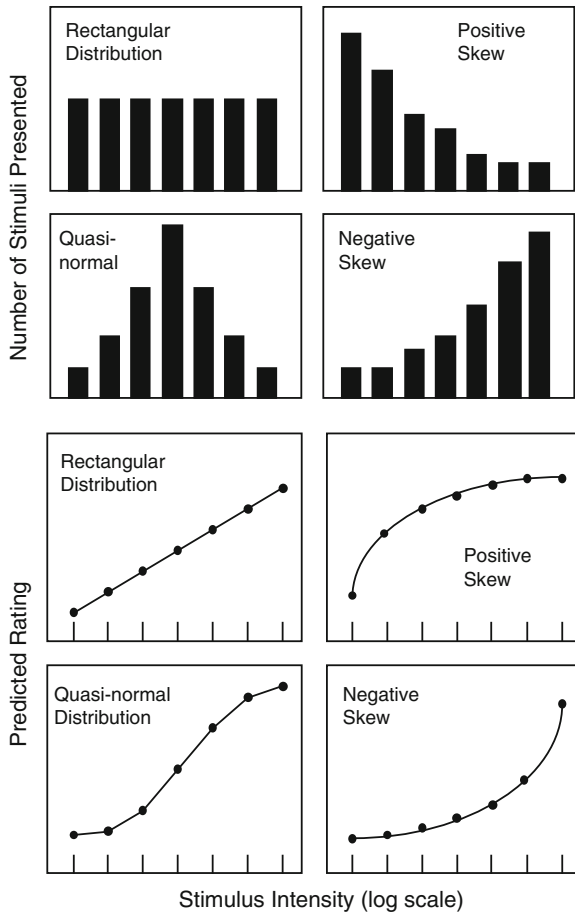 Number of Stimuli Presented
Rectangular
Distribution
Positive
Skew
Quasi-
normal
Negative
Skew
Predicted Rating
Rectangular
Distribution
Positive
Skew
Quasi-normal
Distribution
Negative
Skew
Stimulus Intensity (log scale)